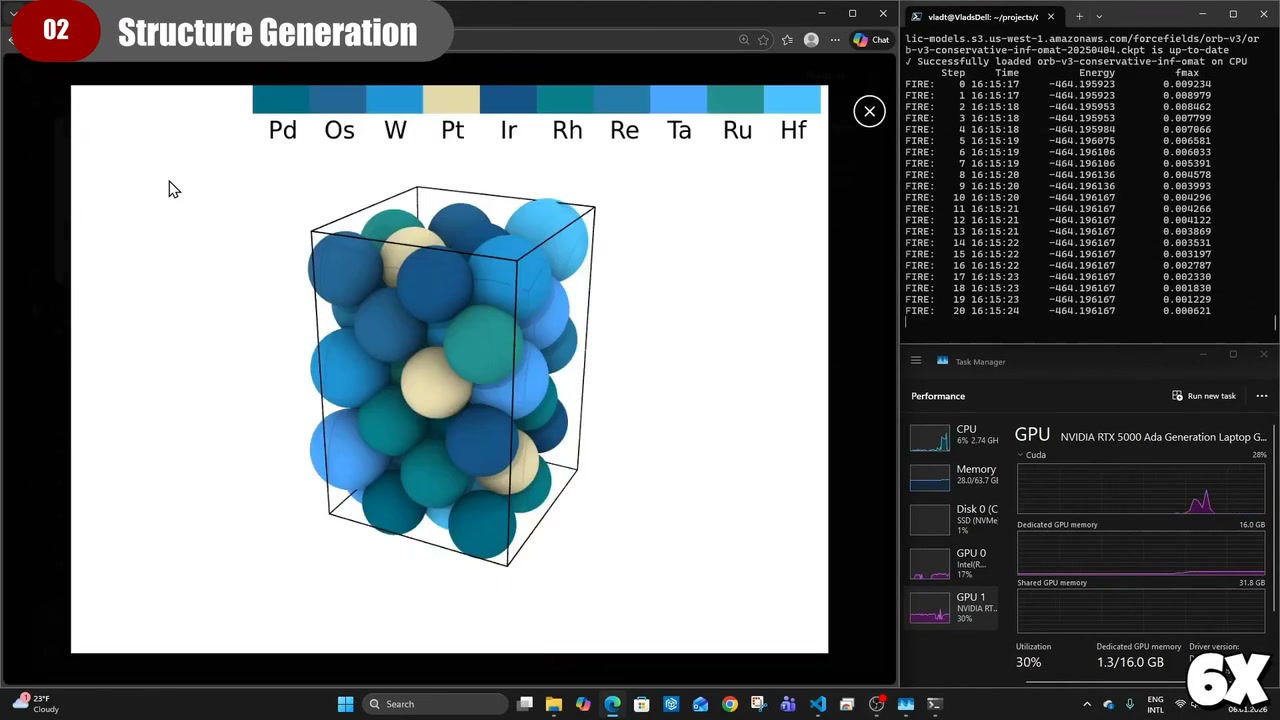 02
Structure Generation
Chat
Pd Os W Pt Ir Rh Re Ta Ru Hf
vladt@VladsDell: ~/projects/
lic-models.s3.us-west-1.amazonaws.com/forcefields/orb-v3/or
b-v3-conservative-inf-omat-20250404.ckpt is up-to-date
✓ Successfully loaded orb-v3-conservative-inf-omat on CPU
Step Time Energy fmax
FIRE: 0 16:15:17 -464.195923 0.009234
FIRE: 1 16:15:17 -464.195923 0.008979
FIRE: 2 16:15:18 -464.195953 0.008462
FIRE: 3 16:15:18 -464.195953 0.007799
FIRE: 4 16:15:18 -464.195984 0.007066
FIRE: 5 16:15:19 -464.196075 0.006581
FIRE: 6 16:15:19 -464.196106 0.006033
FIRE: 7 16:15:19 -464.196106 0.005391
FIRE: 8 16:15:20 -464.196136 0.004578
FIRE: 9 16:15:20 -464.196136 0.003993
FIRE: 10 16:15:20 -464.196167 0.004296
FIRE: 11 16:15:21 -464.196167 0.004266
FIRE: 12 16:15:21 -464.196167 0.004122
FIRE: 13 16:15:21 -464.196167 0.003869
FIRE: 14 16:15:22 -464.196167 0.003531
FIRE: 15 16:15:22 -464.196167 0.003197
FIRE: 16 16:15:22 -464.196167 0.002787
FIRE: 17 16:15:23 -464.196167 0.002330
FIRE: 18 16:15:23 -464.196167 0.001830
FIRE: 19 16:15:23 -464.196167 0.001229
FIRE: 20 16:15:24 -464.196167 0.000621
Task Manager
Performance
Run new task
CPU
6% 2.74 GH
Memory
28.0/63.7 GB
Disk 0 (C
SSD (NVMe
1%
GPU 0
Intel(R...
17%
GPU 1
NVIDIA RT...
30%
GPU NVIDIA RTX 5000 Ada Generation Laptop G...
Cuda 28%
Dedicated GPU memory 16.0 GB
Shared GPU memory 31.8 GB
Utilization
30%
Dedicated GPU memory
1.3/16.0 GB
Driver version:
6X
1
23°F
Cloudy
Search
ENG
INTL
06.01.2026